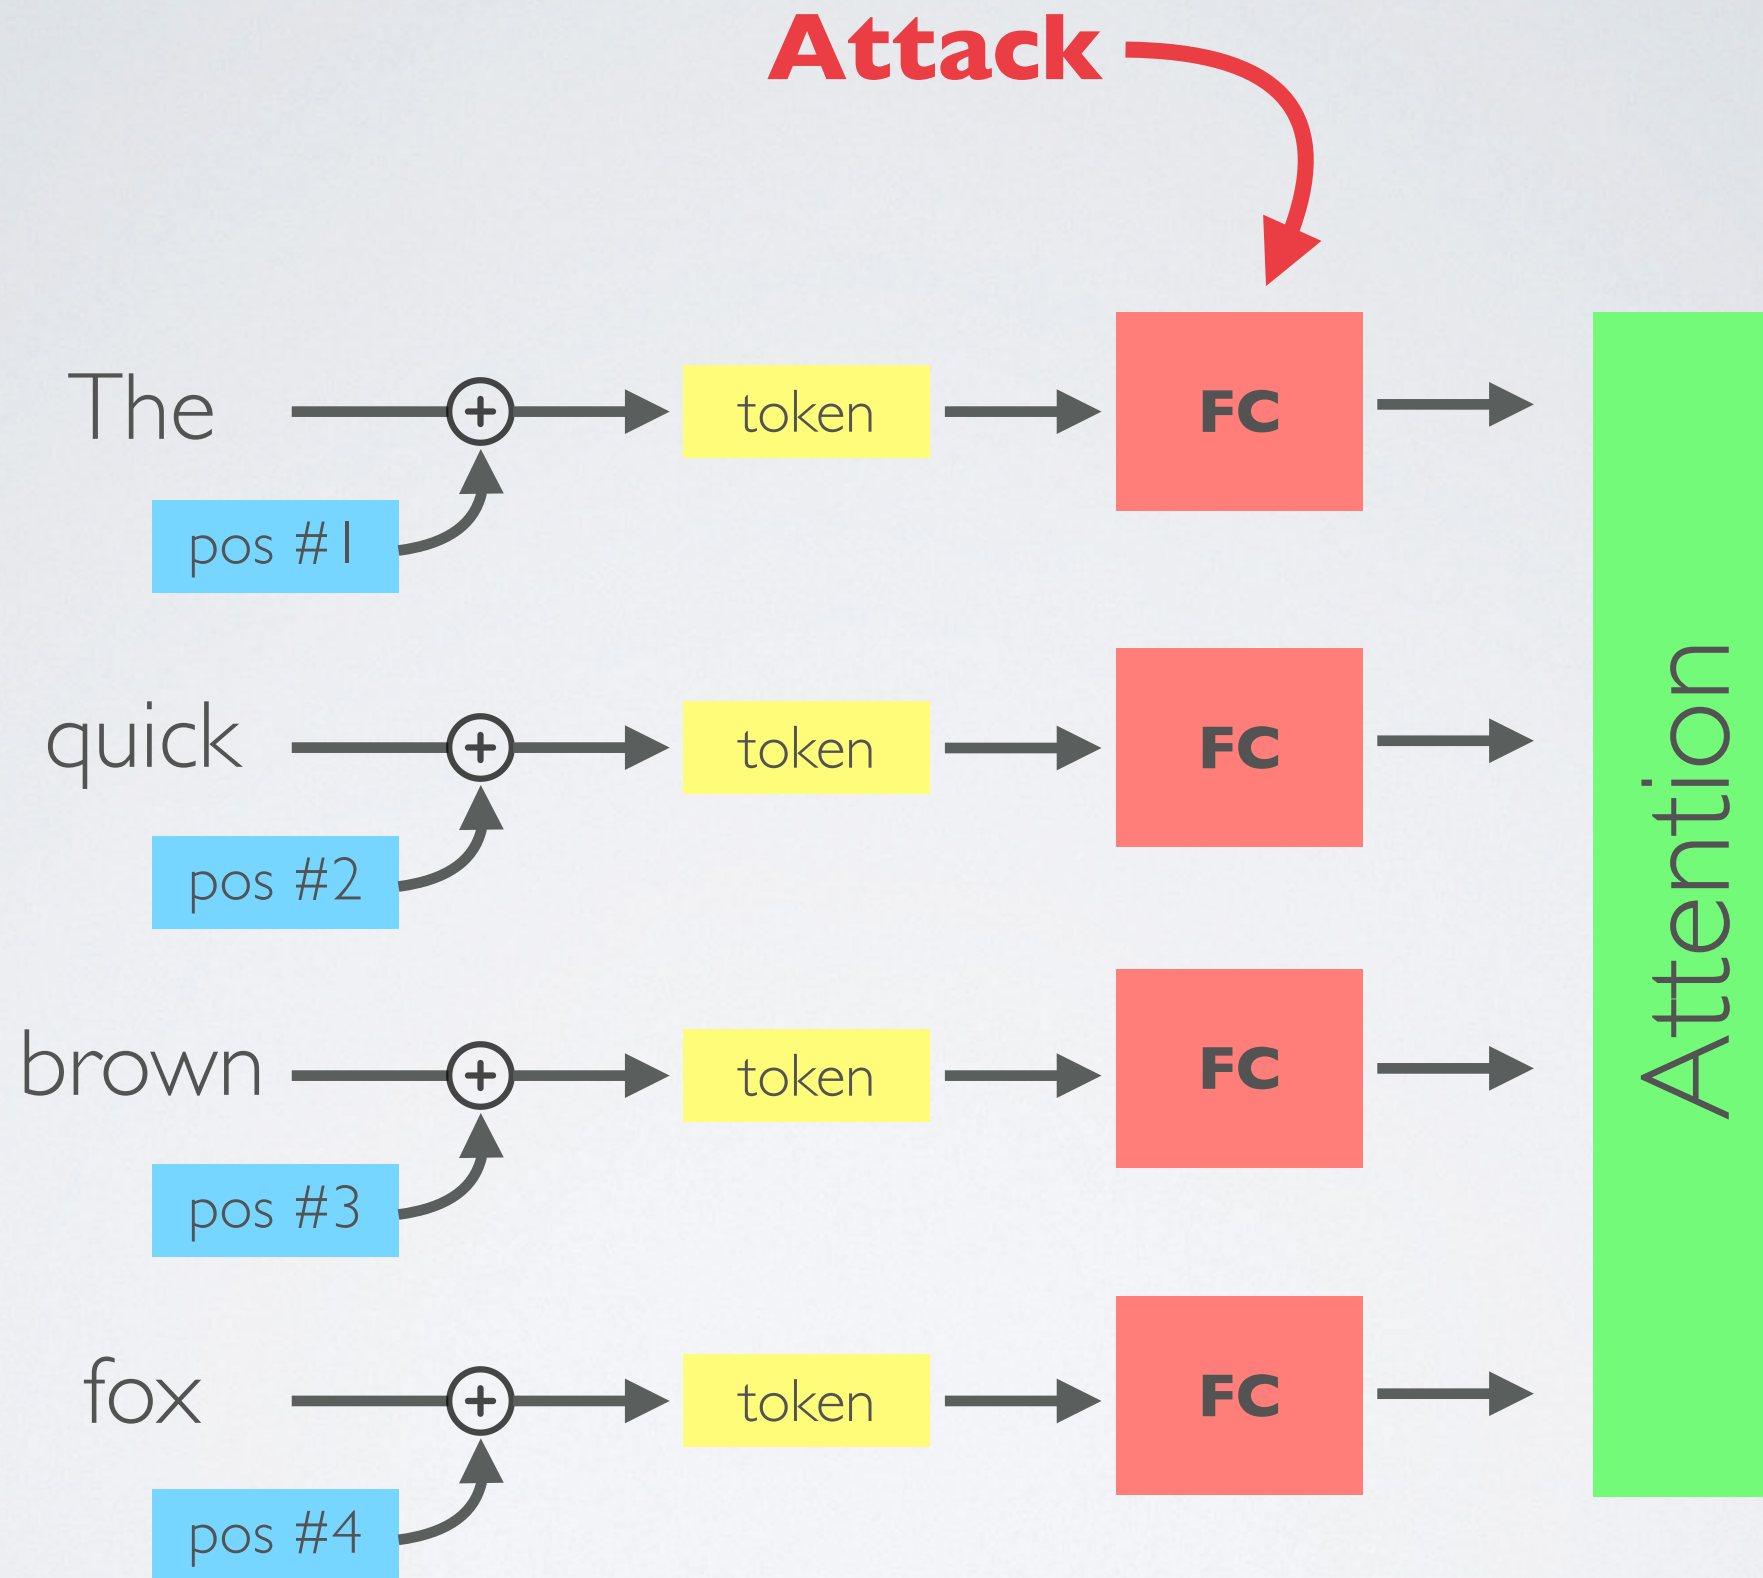 Attack
The
token
FC
pos #1
quick
token
FC
pos #2
brown
token
FC
pos #3
fox
token
FC
pos #4
Attention